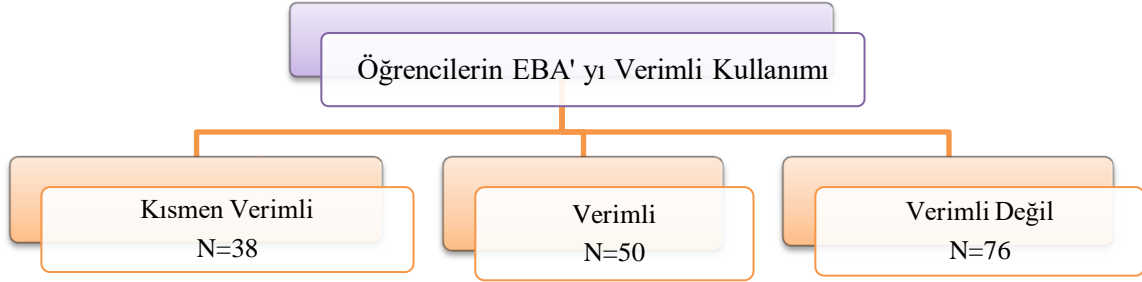 Öğrencilerin EBA' yı Verimli Kullanımı
Kısmen Verimli
N=38
Verimli
N=50
Verimli Değil
N=76